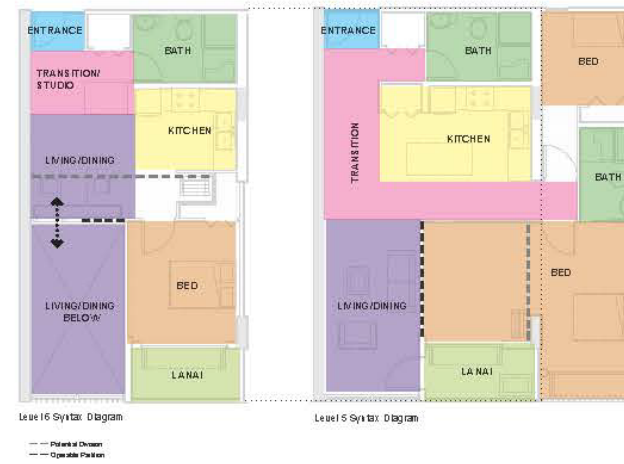 ENTRANCE
BATH
TRANSITION/
STUDIO
KITCHEN
LIVING/DINING
BED
LIVING/DINING
BELOW
LANAI
Level 6 Syntax Diagram
ENTRANCE
BATH
BED
TRANSITION
KITCHEN
BATH
BED
LIVING/DINING
LANAI
Level 5 Syntax Diagram
Potential Division
Operable Partition